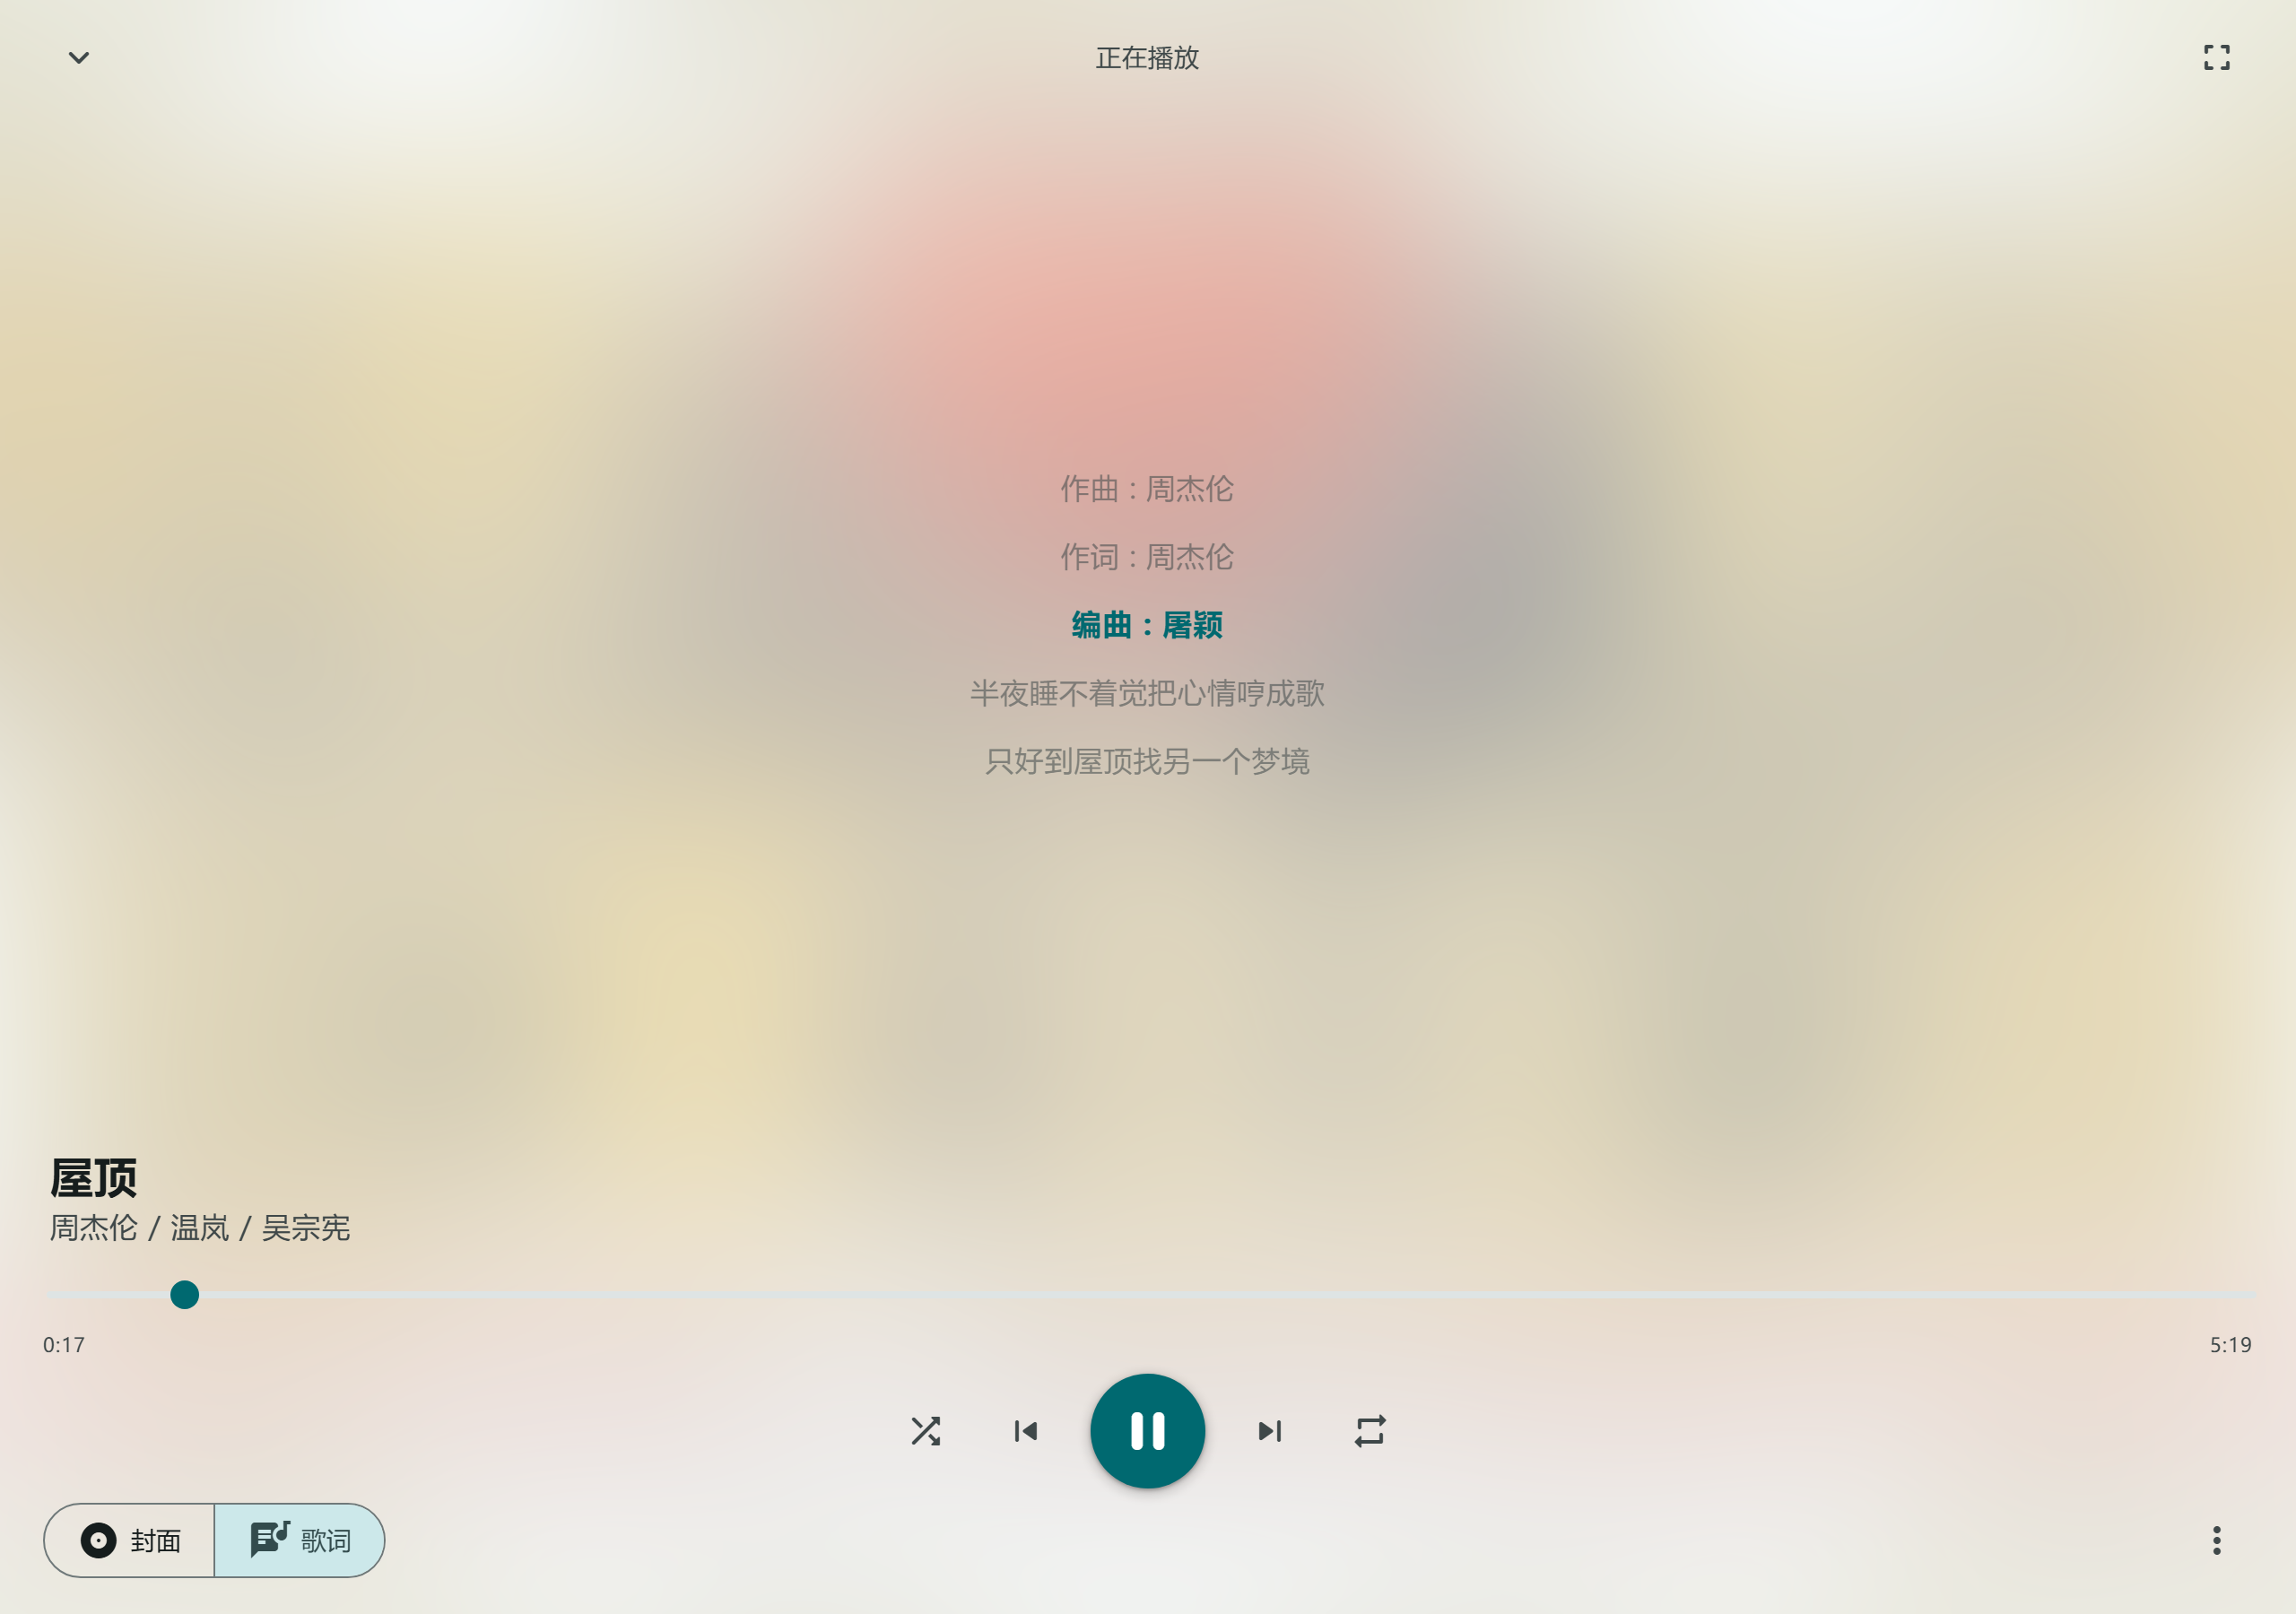 正在播放
作曲：周杰伦
作词：周杰伦
编曲：屠颖
半夜睡不着觉把心情哼成歌
只好到屋顶找另一个梦境
屋顶
周杰伦 / 温岚 / 吴宗宪
0:17
5:19
封面
歌词